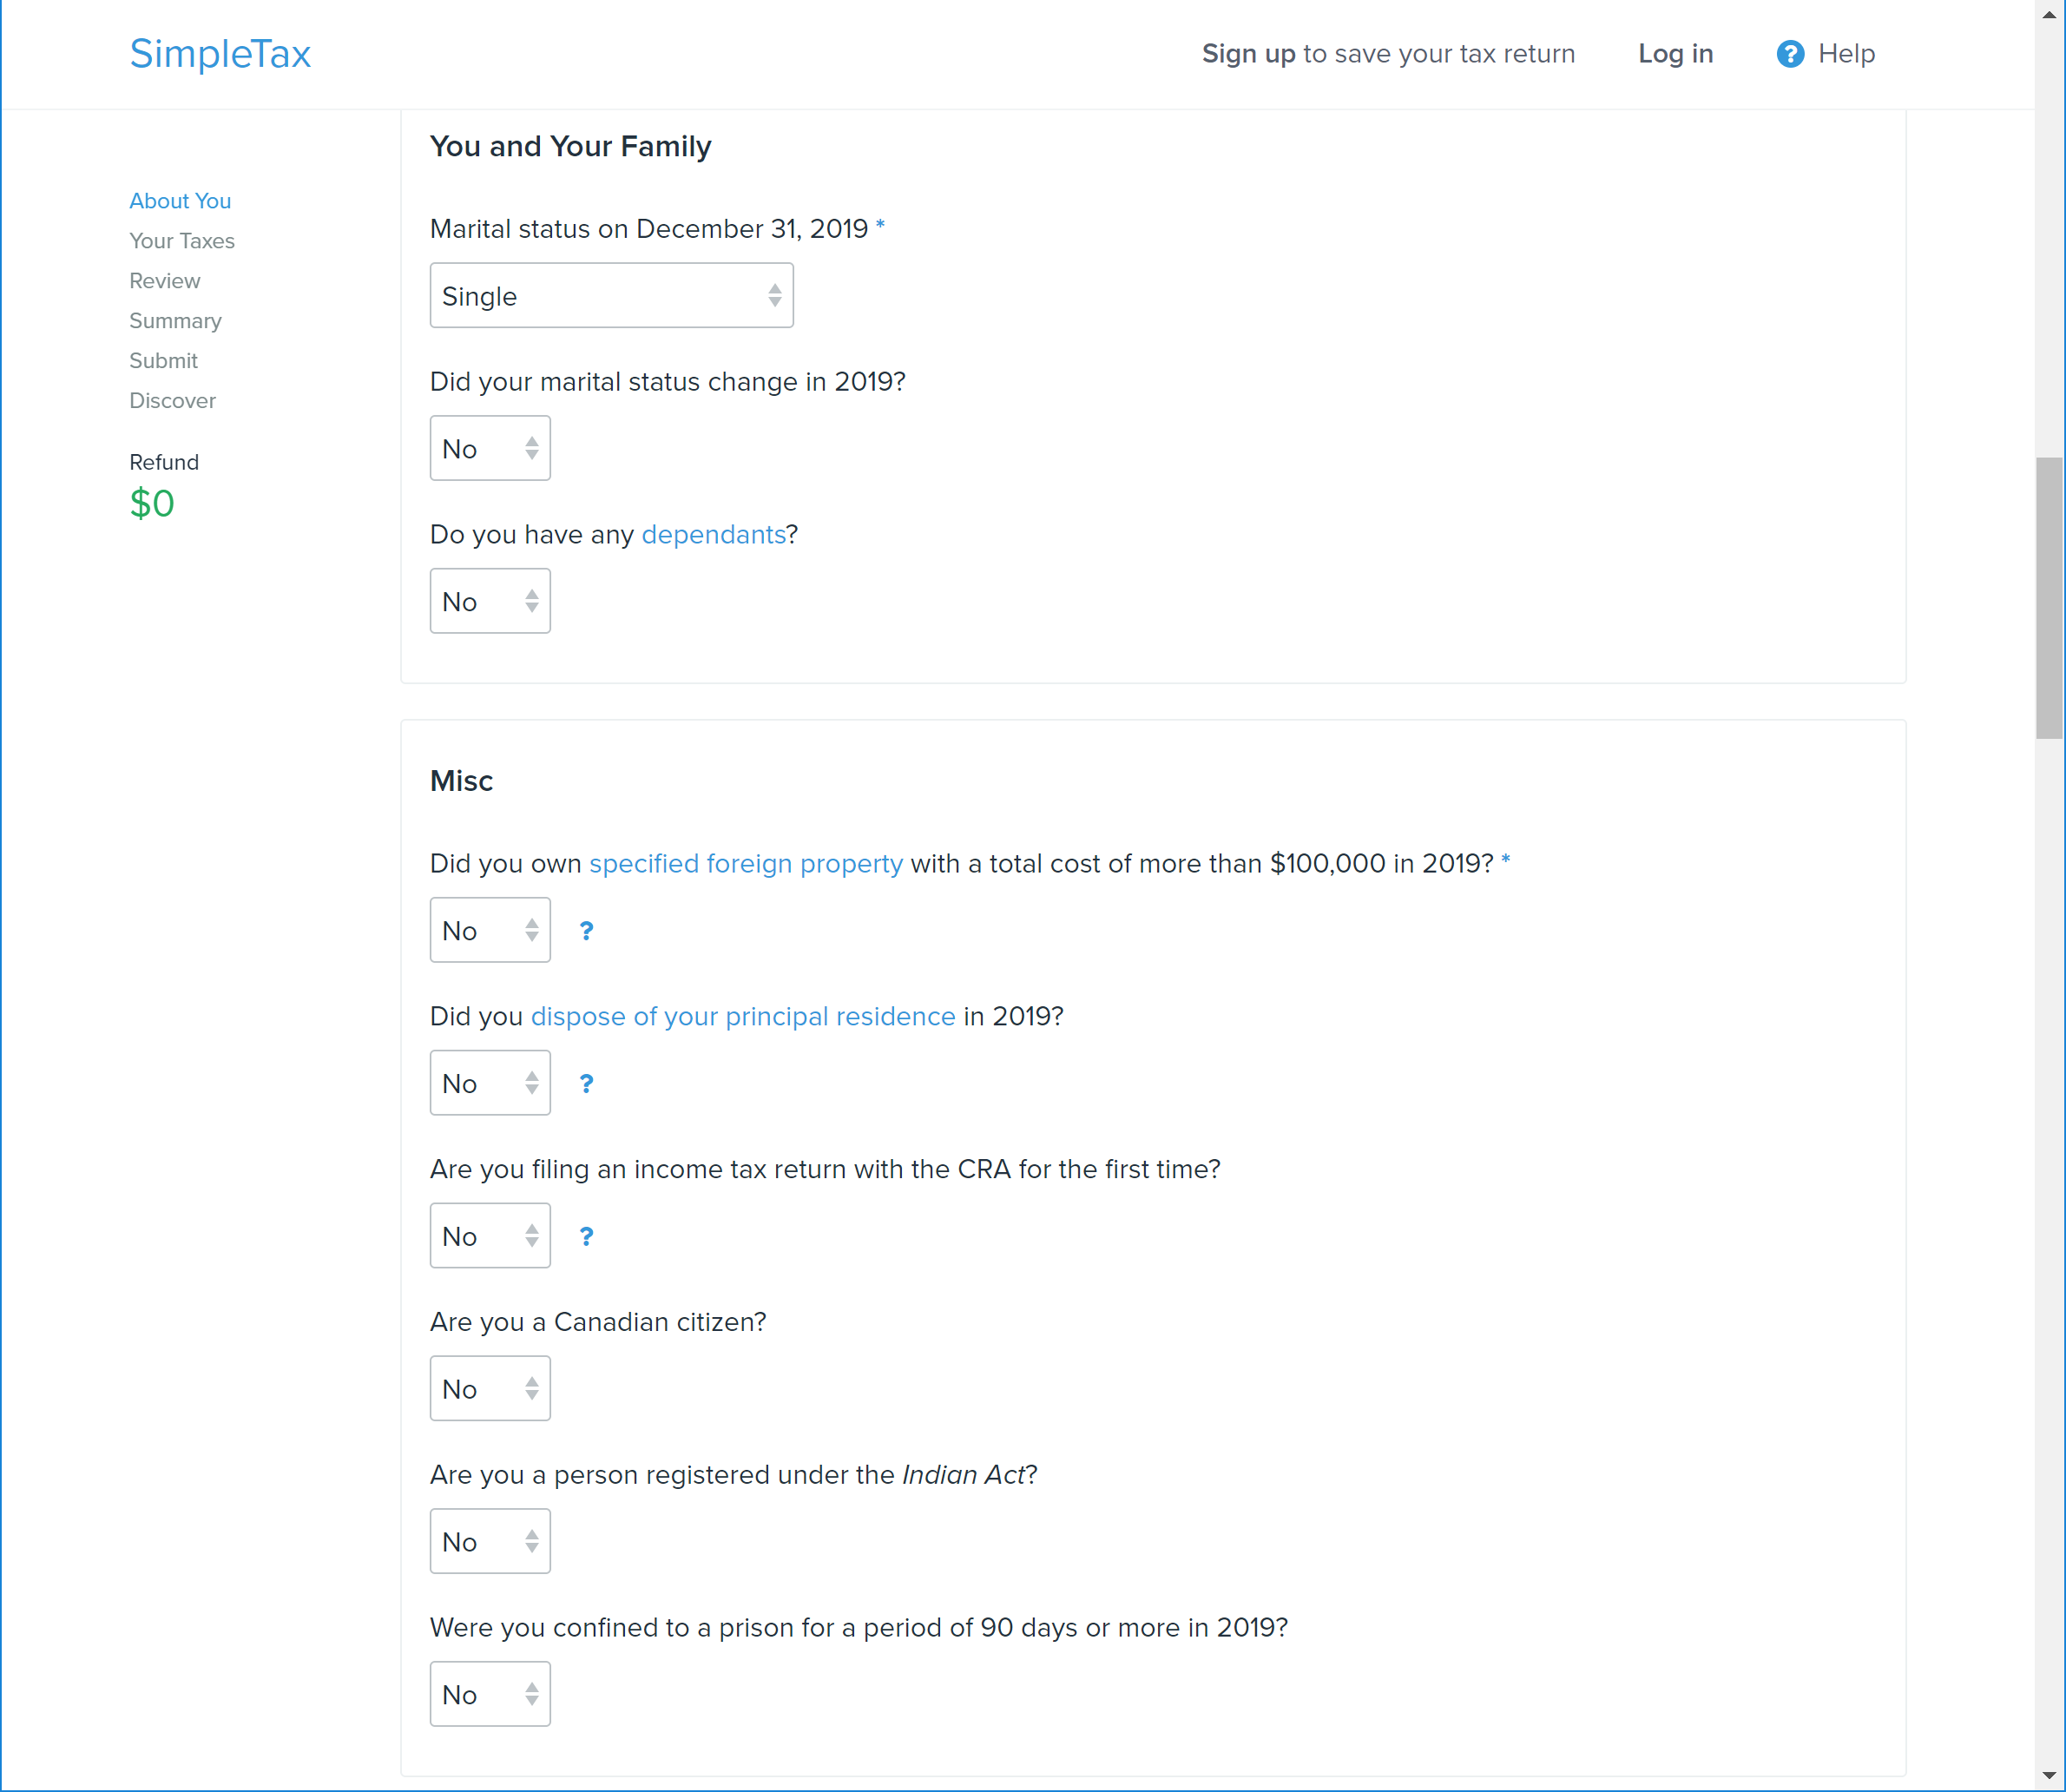 SimpleTax
Sign up to save your tax return Log in ? Help
About You
Your Taxes
Review
Summary
Submit
Discover
Refund
$0
You and Your Family
Marital status on December 31, 2019 *
Single
Did your marital status change in 2019?
No
Do you have any dependants?
No
Misc
Did you own specified foreign property with a total cost of more than $100,000 in 2019? *
No ?
Did you dispose of your principal residence in 2019?
No ?
Are you filing an income tax return with the CRA for the first time?
No ?
Are you a Canadian citizen?
No
Are you a person registered under the Indian Act?
No
Were you confined to a prison for a period of 90 days or more in 2019?
No